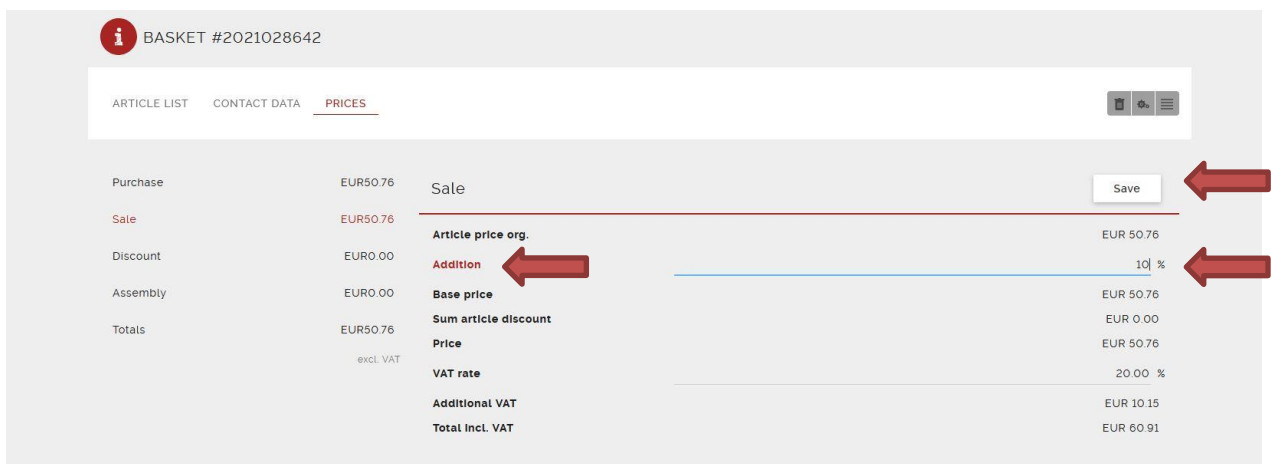 BASKET #2021028642
ARTICLE LIST CONTACT DATA PRICES
Purchase EUR50.76
Sale EUR50.76
Discount EUR0.00
Assembly EUR0.00
Totals EUR50.76
excl. VAT
Sale Save
Article price org. EUR 50.76
Addition 10 %
Base price EUR 50.76
Sum article discount EUR 0.00
Price EUR 50.76
VAT rate 20.00 %
Additional VAT EUR 10.15
Total incl. VAT EUR 60.91